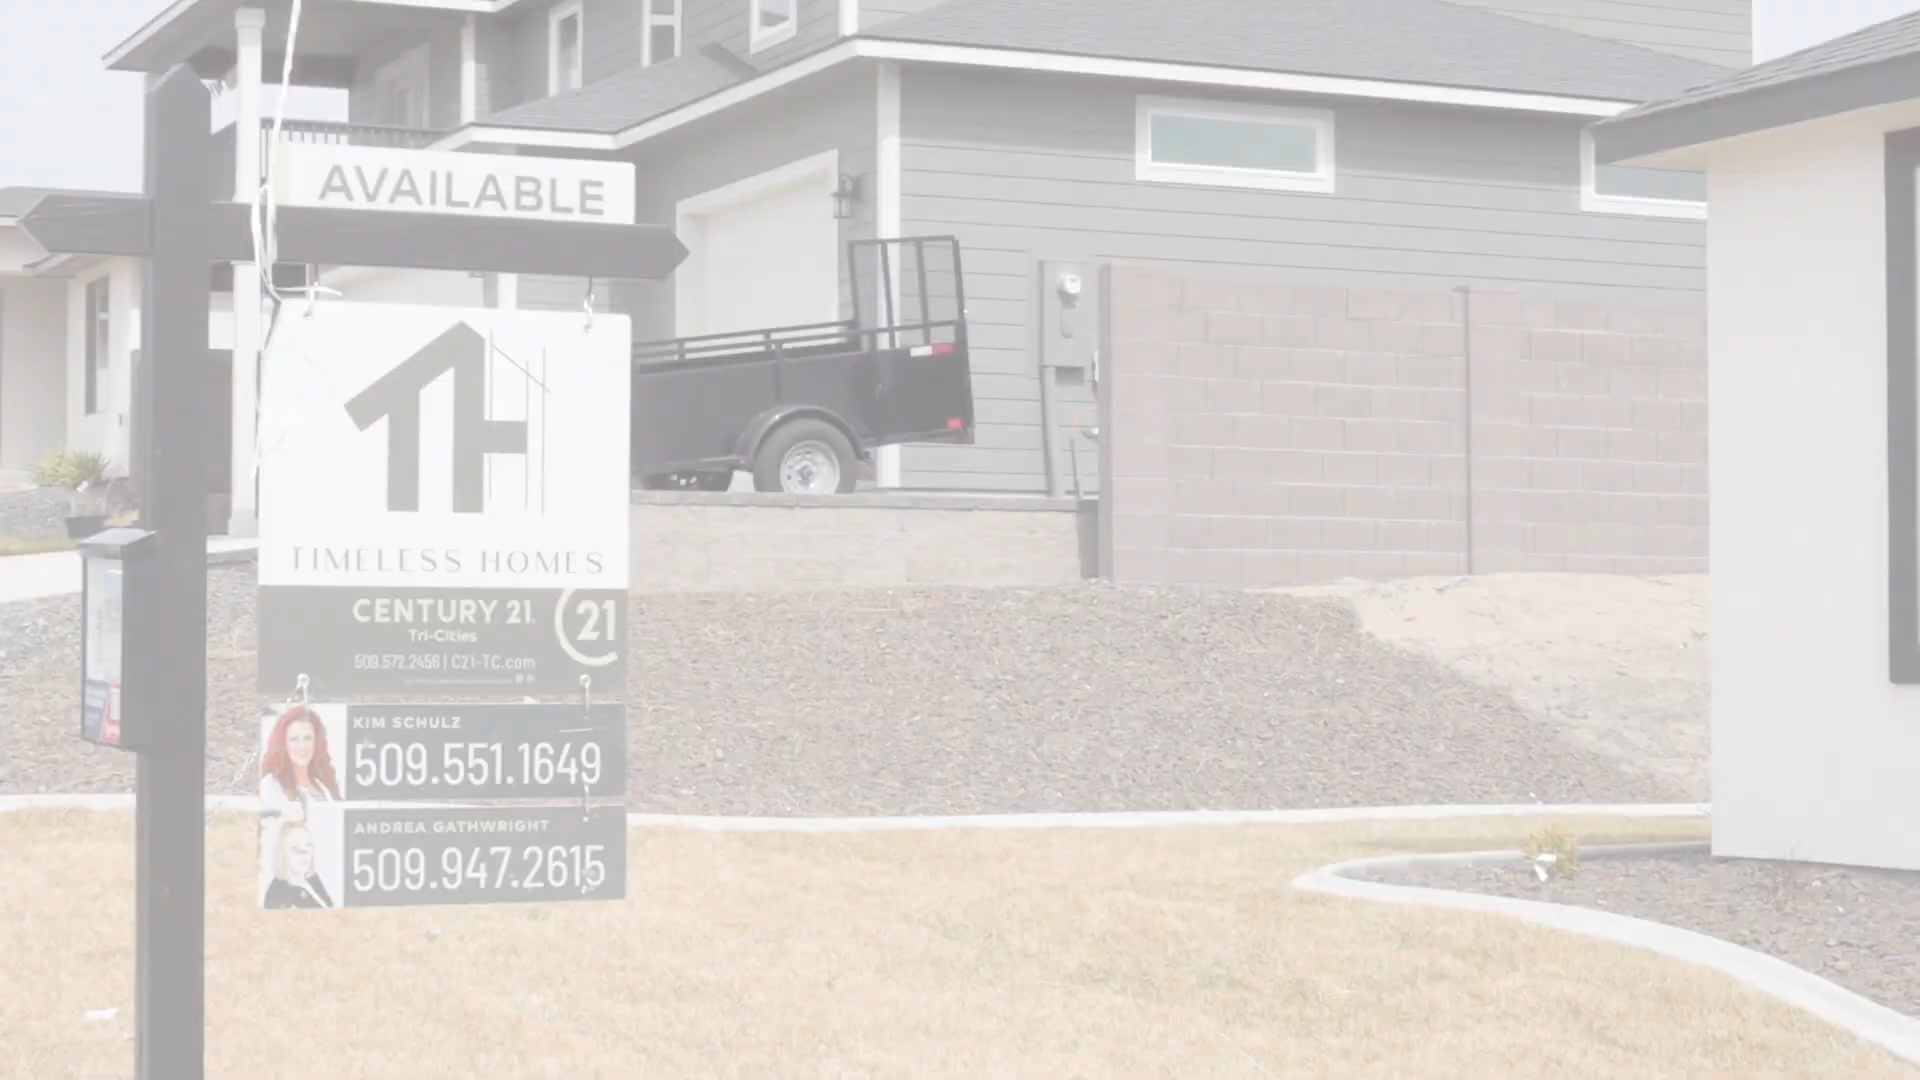 AVAILABLE
TH
TIMELESS HOMES
CENTURY 21
Tri-Cities
509.572.2456 | C21-TC.com
C21
KIM SCHULZ
509.551.1649
ANDREA GATHWRIGHT
509.947.2615